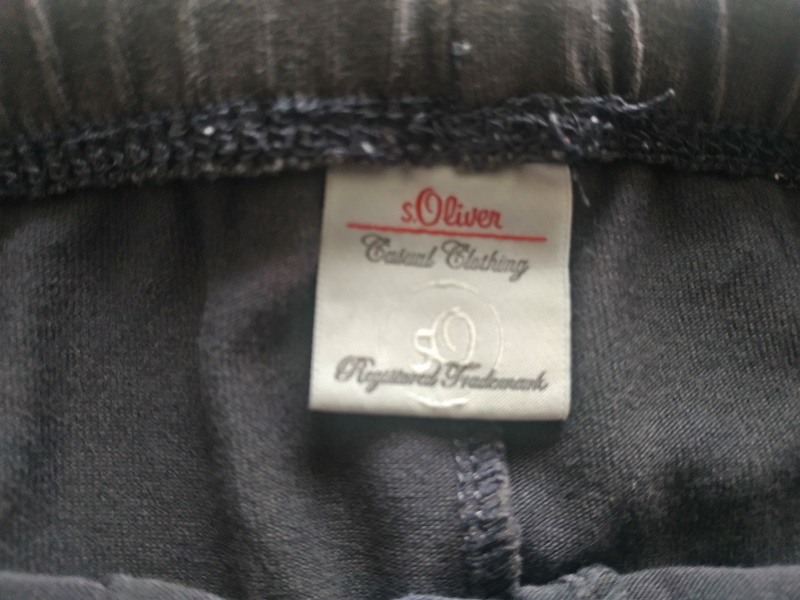 s.Oliver
Casual Clothing
sO
Registered Trademark